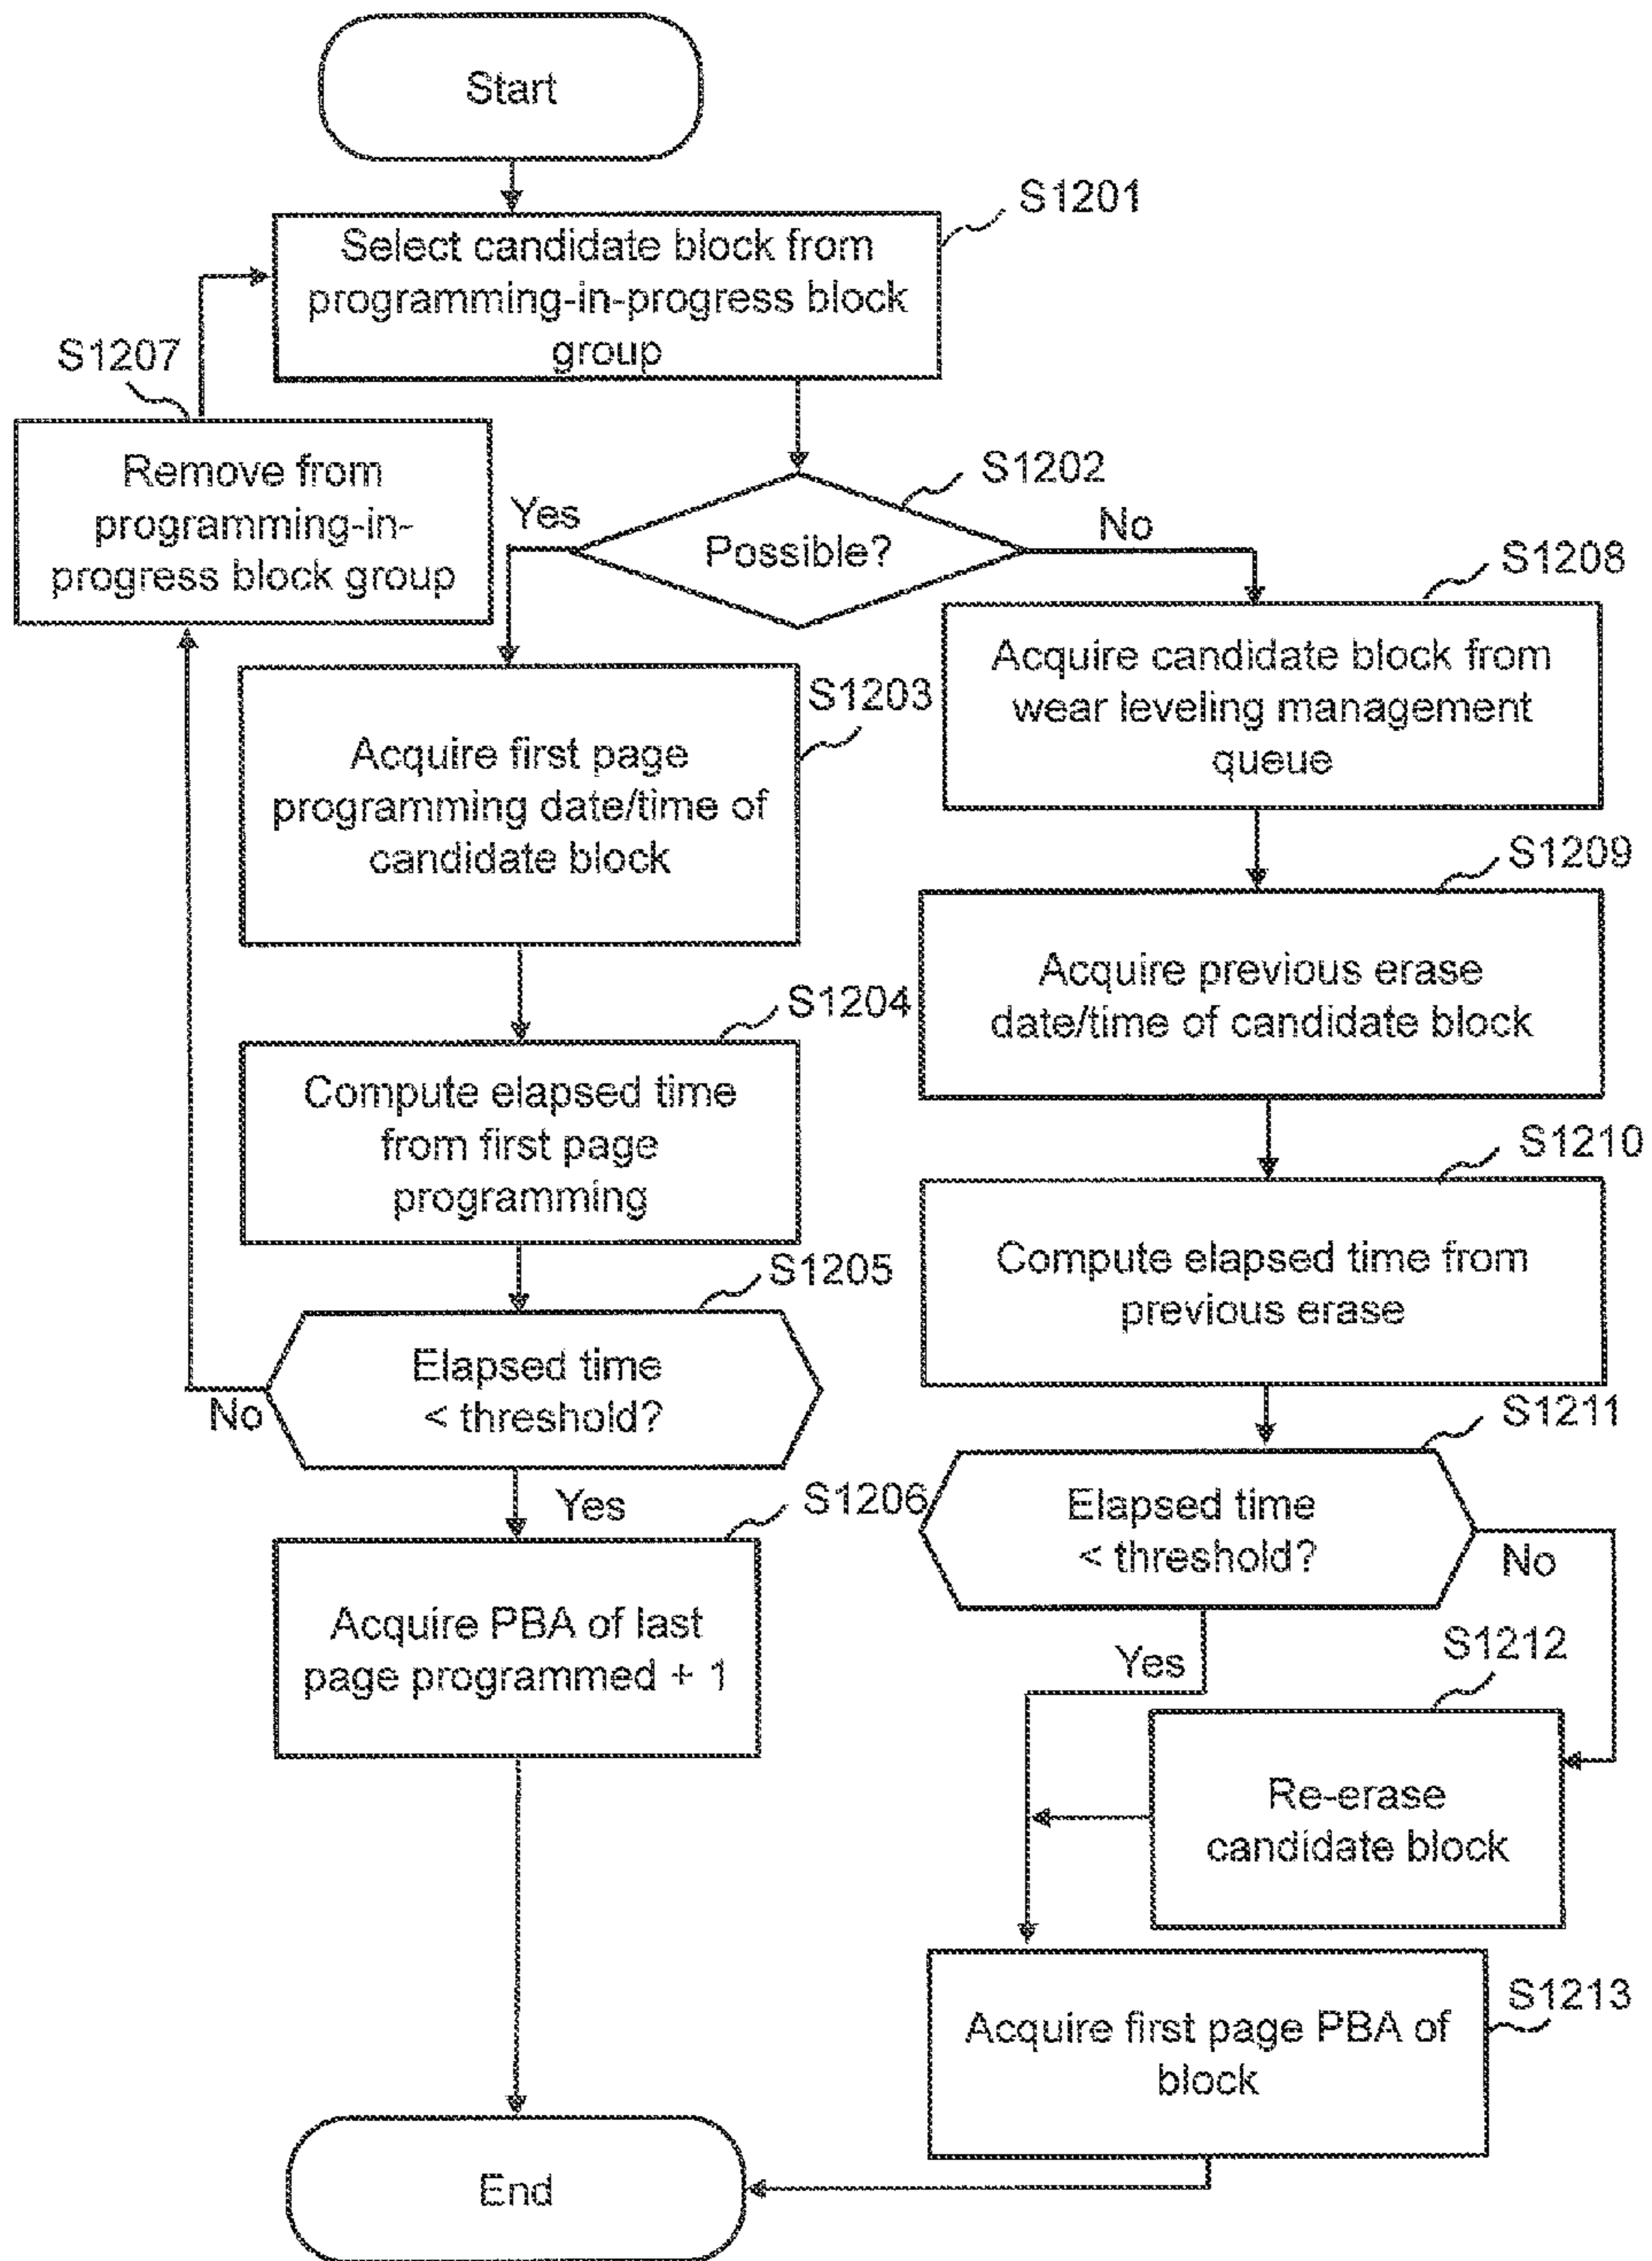 Start
S1201
Select candidate block from
programming-in-progress block
group
S1207
Remove from
programming-in-
progress block group
S1202
Yes
Possible?
No
S1208
Acquire candidate block from
wear leveling management
queue
S1203
Acquire first page
programming date/time of
candidate block
S1209
Acquire previous erase
date/time of candidate block
S1204
Compute elapsed time
from first page
programming
S1210
Compute elapsed time from
previous erase
S1205
Elapsed time
< threshold?
No
Yes
S1211
Elapsed time
< threshold?
No
Yes
S1206
Acquire PBA of last
page programmed + 1
S1212
Re-erase
candidate block
S1213
Acquire first page PBA of
block
End